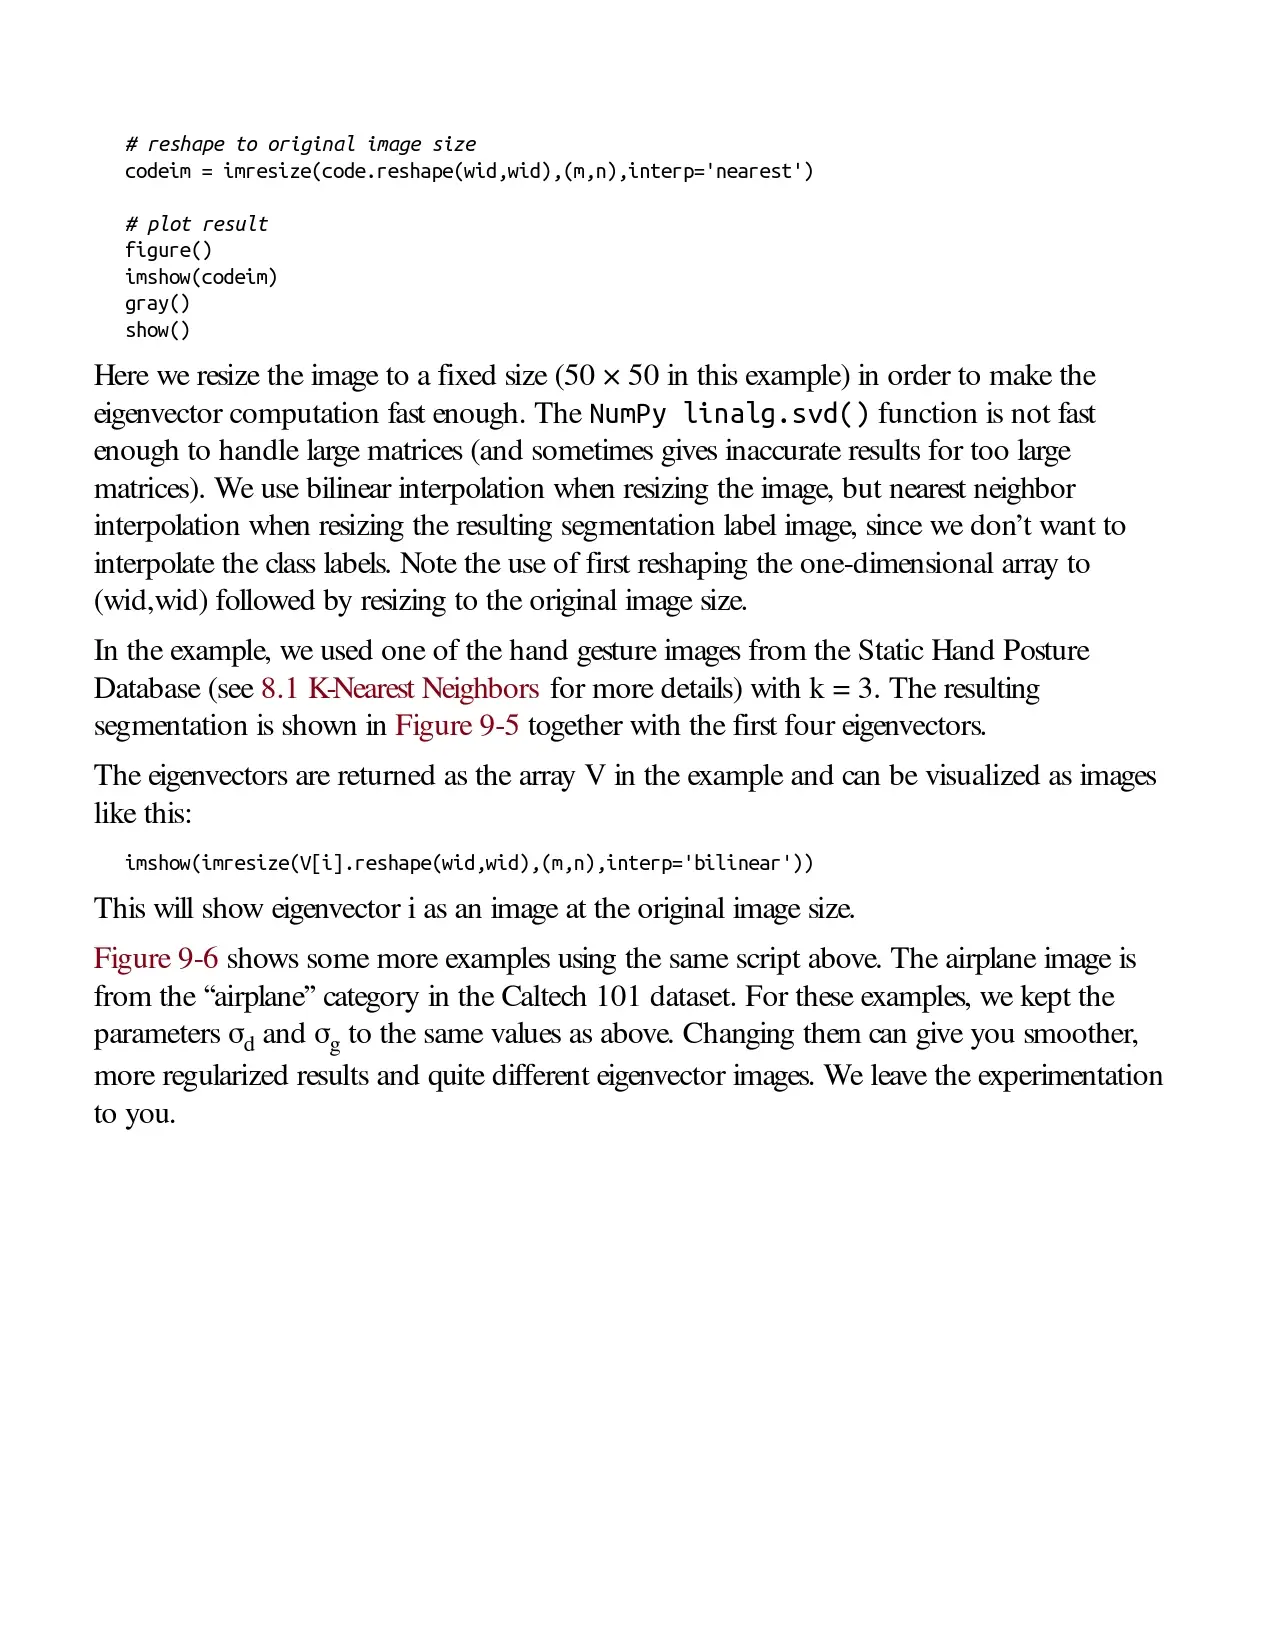 # reshape to original image size
codeim = imresize(code.reshape(wid,wid),(m,n),interp='nearest')
# plot result
figure()
imshow(codeim)
gray()
show()
Here we resize the image to a fixed size (50 × 50 in this example) in order to make the
eigenvector computation fast enough. The NumPy linalg.svd() function is not fast
enough to handle large matrices (and sometimes gives inaccurate results for too large
matrices). We use bilinear interpolation when resizing the image, but nearest neighbor
interpolation when resizing the resulting segmentation label image, since we don’t want to
interpolate the class labels. Note the use of first reshaping the one-dimensional array to
(wid,wid) followed by resizing to the original image size.
In the example, we used one of the hand gesture images from the Static Hand Posture
Database (see 8.1 K-Nearest Neighbors for more details) with k = 3. The resulting
segmentation is shown in Figure 9-5 together with the first four eigenvectors.
The eigenvectors are returned as the array V in the example and can be visualized as images
like this:
imshow(imresize(V[i].reshape(wid,wid),(m,n),interp='bilinear'))
This will show eigenvector i as an image at the original image size.
Figure 9-6 shows some more examples using the same script above. The airplane image is
from the “airplane” category in the Caltech 101 dataset. For these examples, we kept the
parameters σd and σg to the same values as above. Changing them can give you smoother,
more regularized results and quite different eigenvector images. We leave the experimentation
to you.